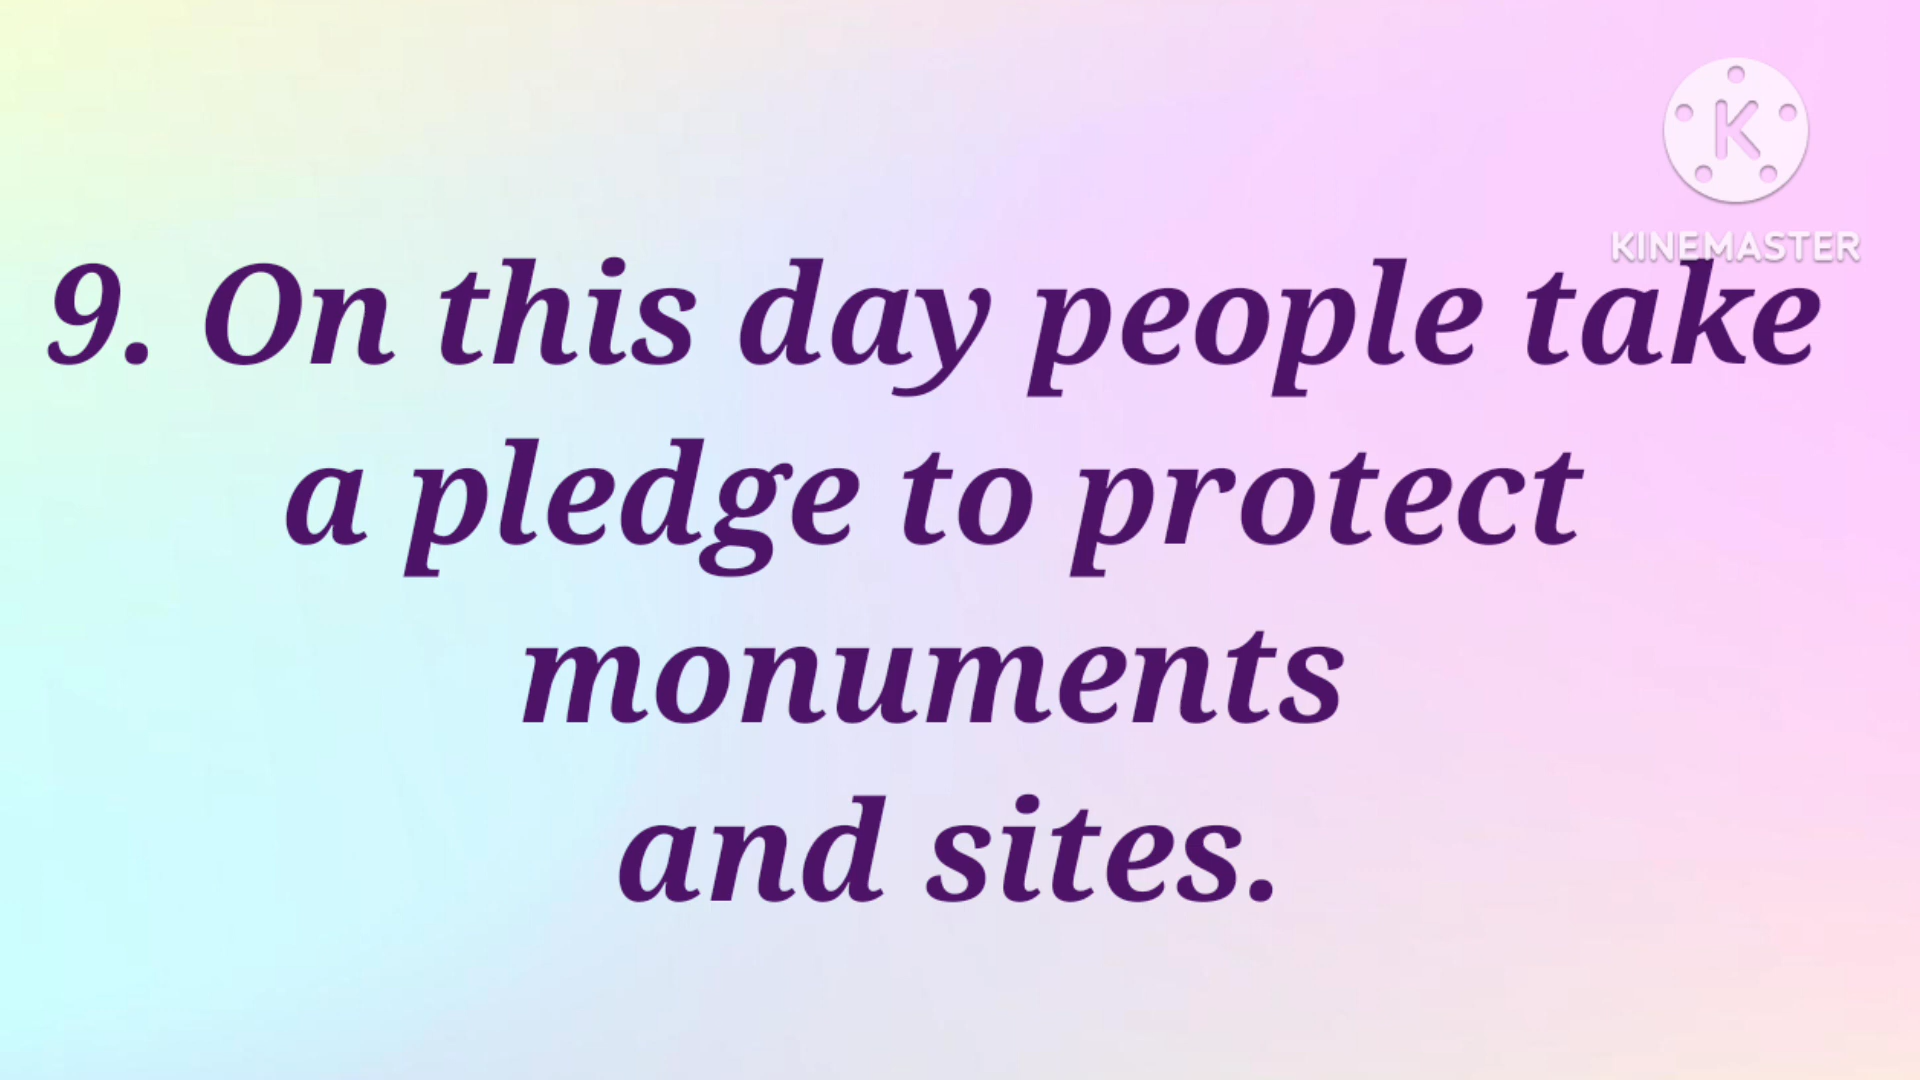 KINEMASTER
9. On this day people take
a pledge to protect
monuments
and sites.